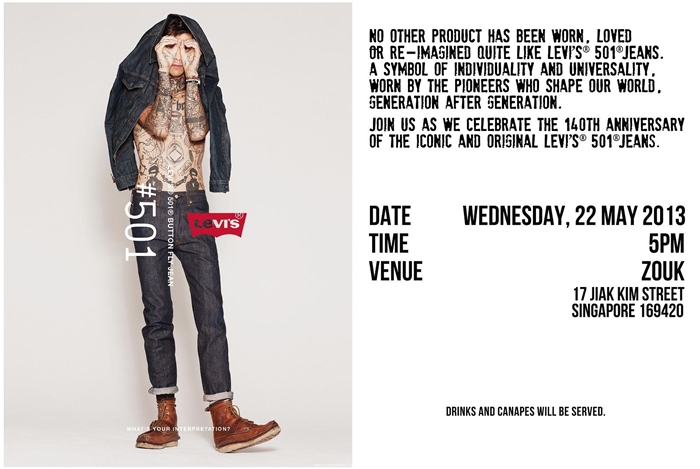 #501
LEVI'S® 501® BUTTON FLY JEAN
Levi's®
WHAT'S YOUR INTERPRETATION?
NO OTHER PRODUCT HAS BEEN WORN, LOVED
OR RE-IMAGINED QUITE LIKE LEVI'S® 501®JEANS.
A SYMBOL OF INDIVIDUALITY AND UNIVERSALITY,
WORN BY THE PIONEERS WHO SHAPE OUR WORLD,
GENERATION AFTER GENERATION.
JOIN US AS WE CELEBRATE THE 140TH ANNIVERSARY
OF THE ICONIC AND ORIGINAL LEVI'S® 501®JEANS.
DATE WEDNESDAY, 22 MAY 2013
TIME 5PM
VENUE ZOUK
17 JIAK KIM STREET
SINGAPORE 169420
DRINKS AND CANAPES WILL BE SERVED.